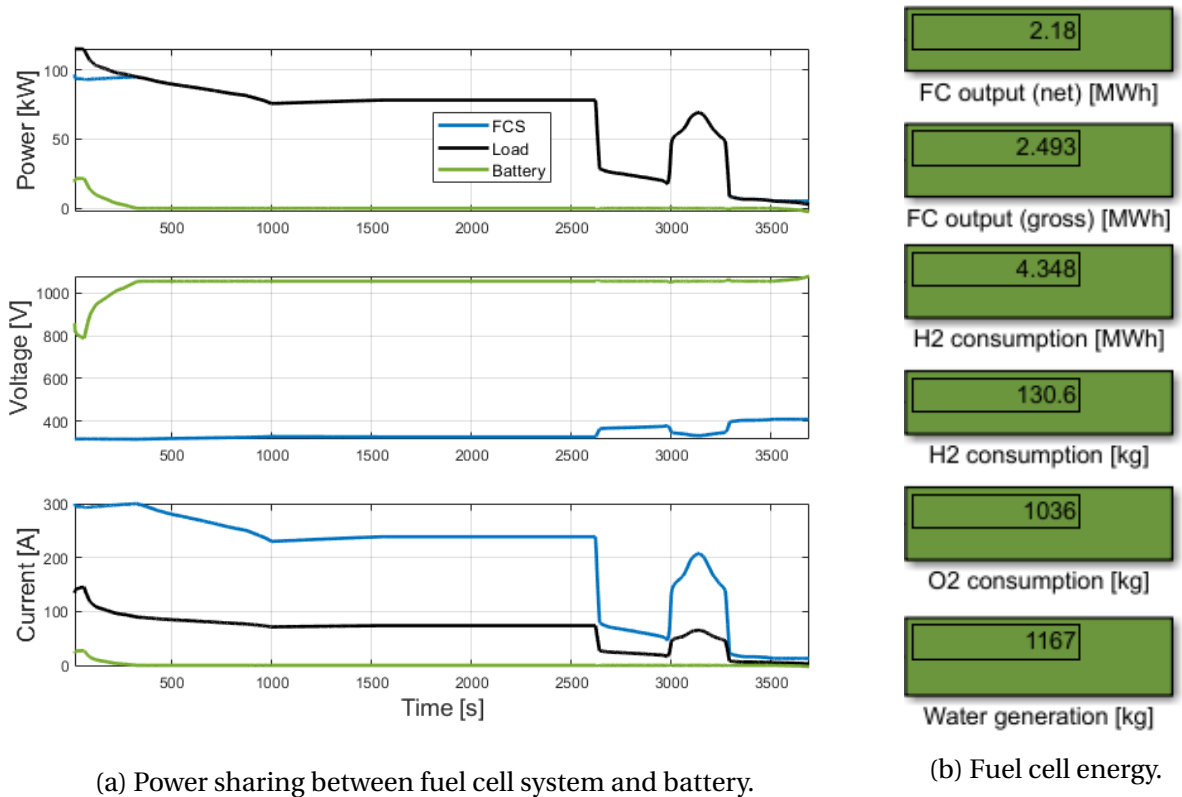 Power [kW]
100
50
0
500
1000
1500
2000
2500
3000
3500
FCS
Load
Battery
Voltage [V]
1000
800
600
400
500
1000
1500
2000
2500
3000
3500
Current [A]
300
200
100
0
500
1000
1500
2000
2500
3000
3500
Time [s]
(a) Power sharing between fuel cell system and battery.
2.18
FC output (net) [MWh]
2.493
FC output (gross) [MWh]
4.348
H2 consumption [MWh]
130.6
H2 consumption [kg]
1036
O2 consumption [kg]
1167
Water generation [kg]
(b) Fuel cell energy.